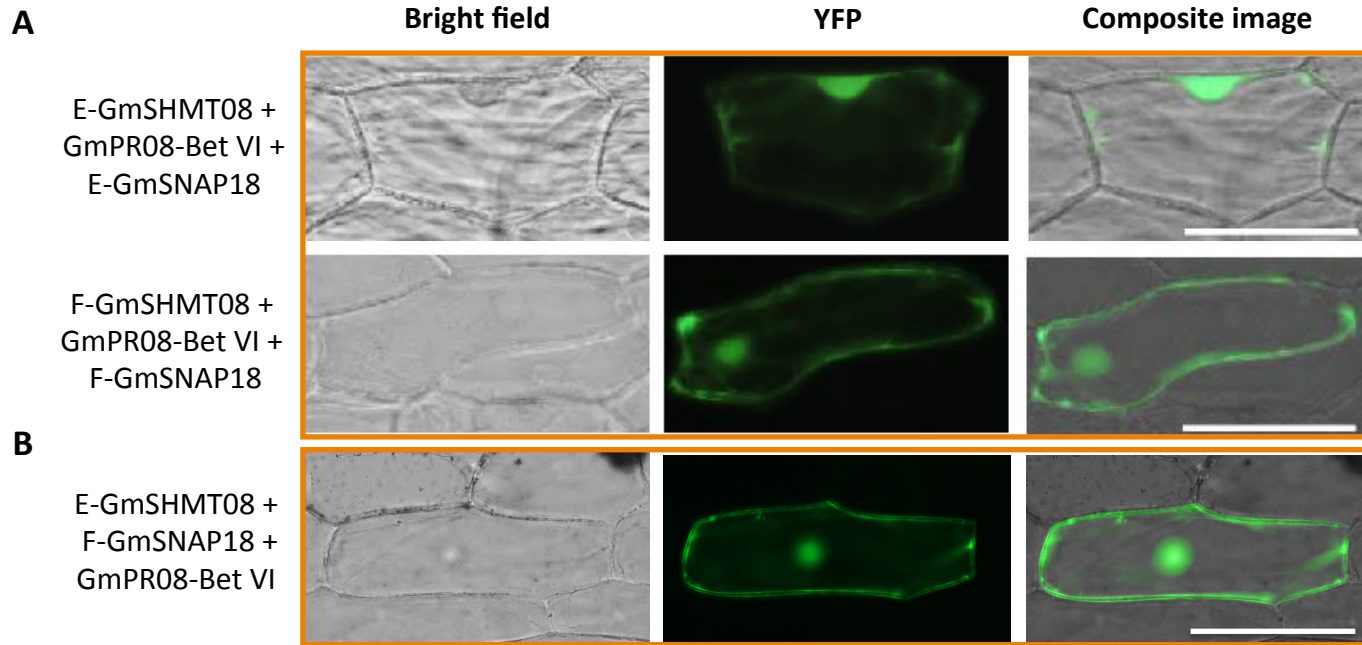 A
Bright field
YFP
Composite image
E-GmSHMT08 +
GmPR08-Bet VI +
E-GmSNAP18
F-GmSHMT08 +
GmPR08-Bet VI +
F-GmSNAP18
B
E-GmSHMT08 +
F-GmSNAP18 +
GmPR08-Bet VI